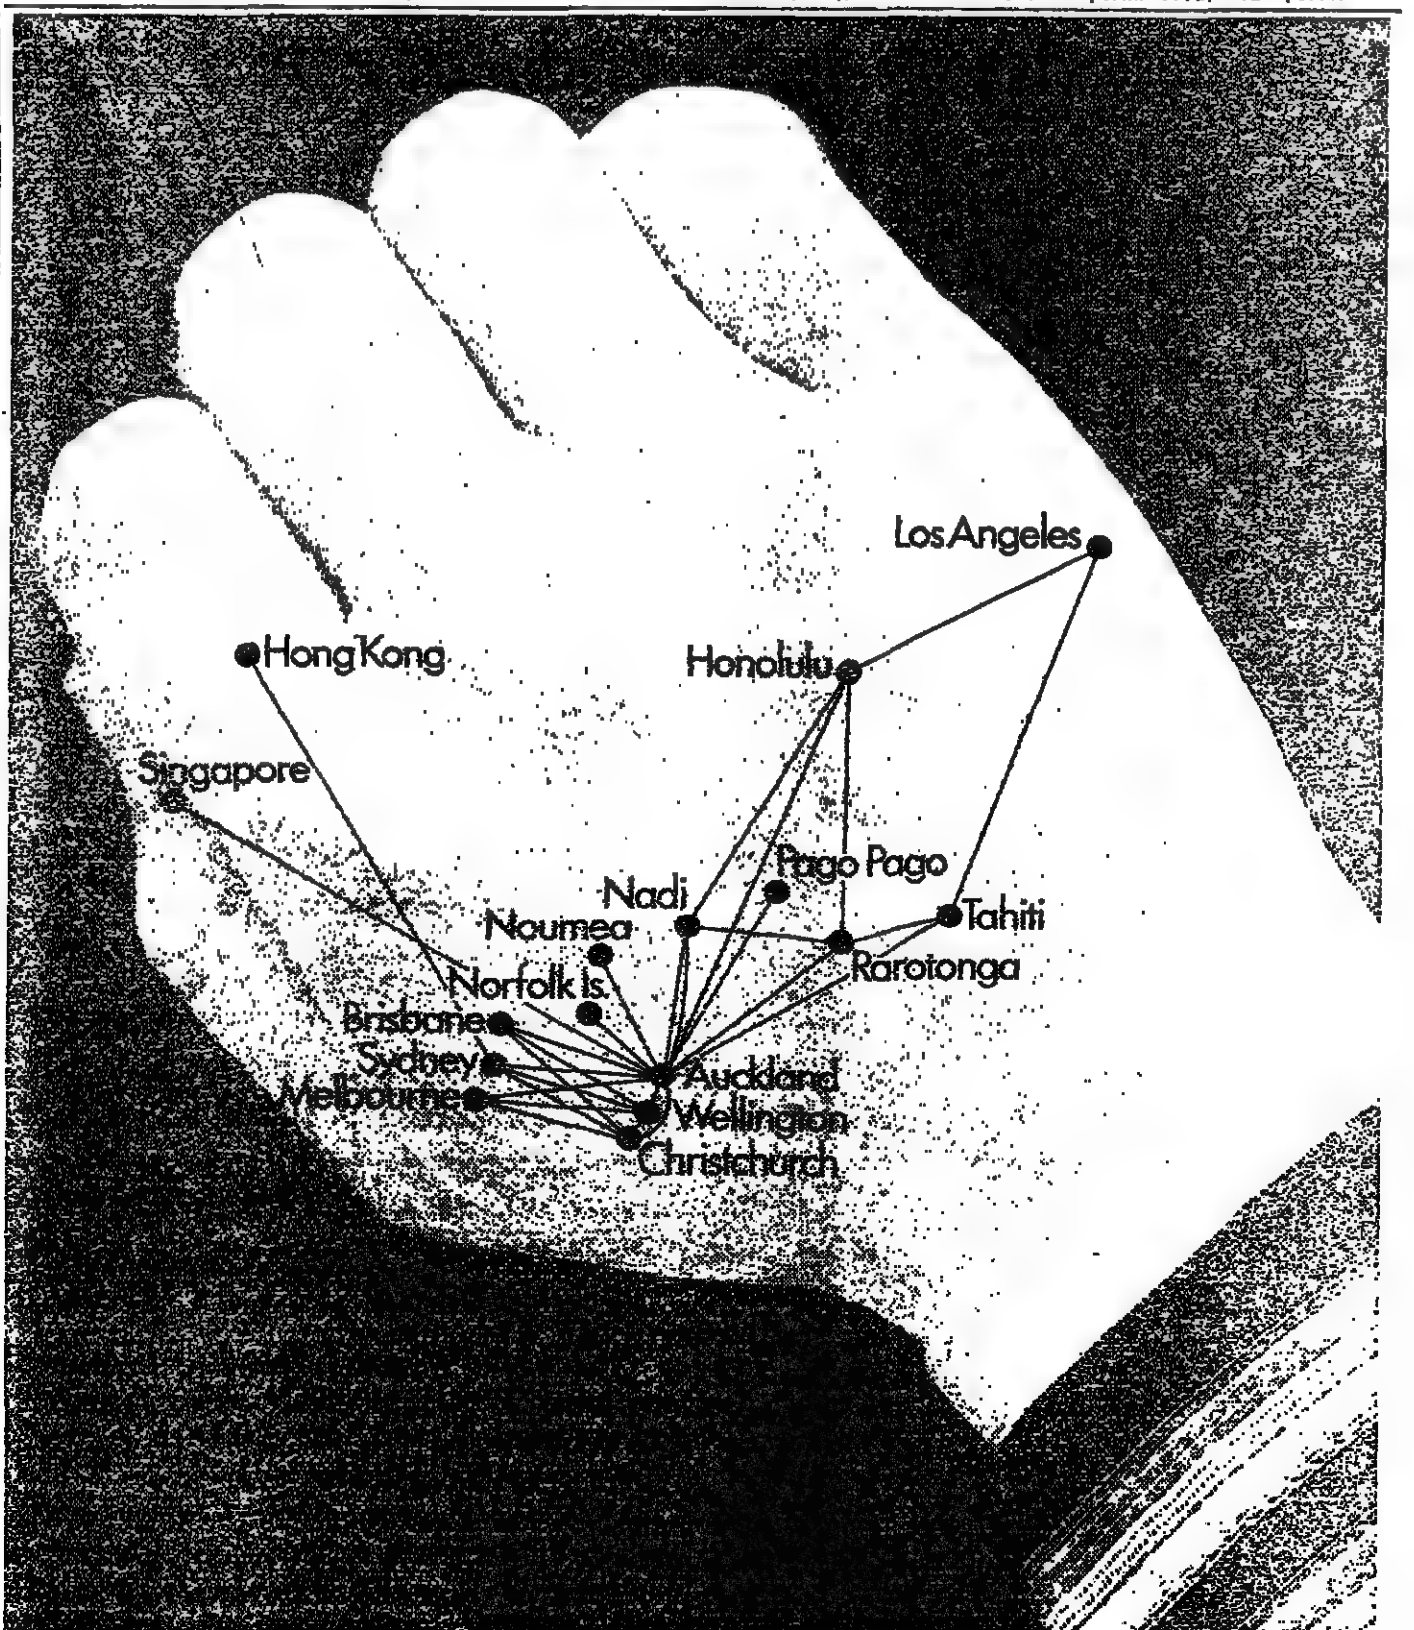 Los Angeles
Hong Kong
Honolulu
Singapore
Pago Pago
Nadi
Tahiti
Noumea
Rarotonga
Norfolk Is.
Brisbane
Sydney
Auckland
Melbourne
Wellington
Christchurch